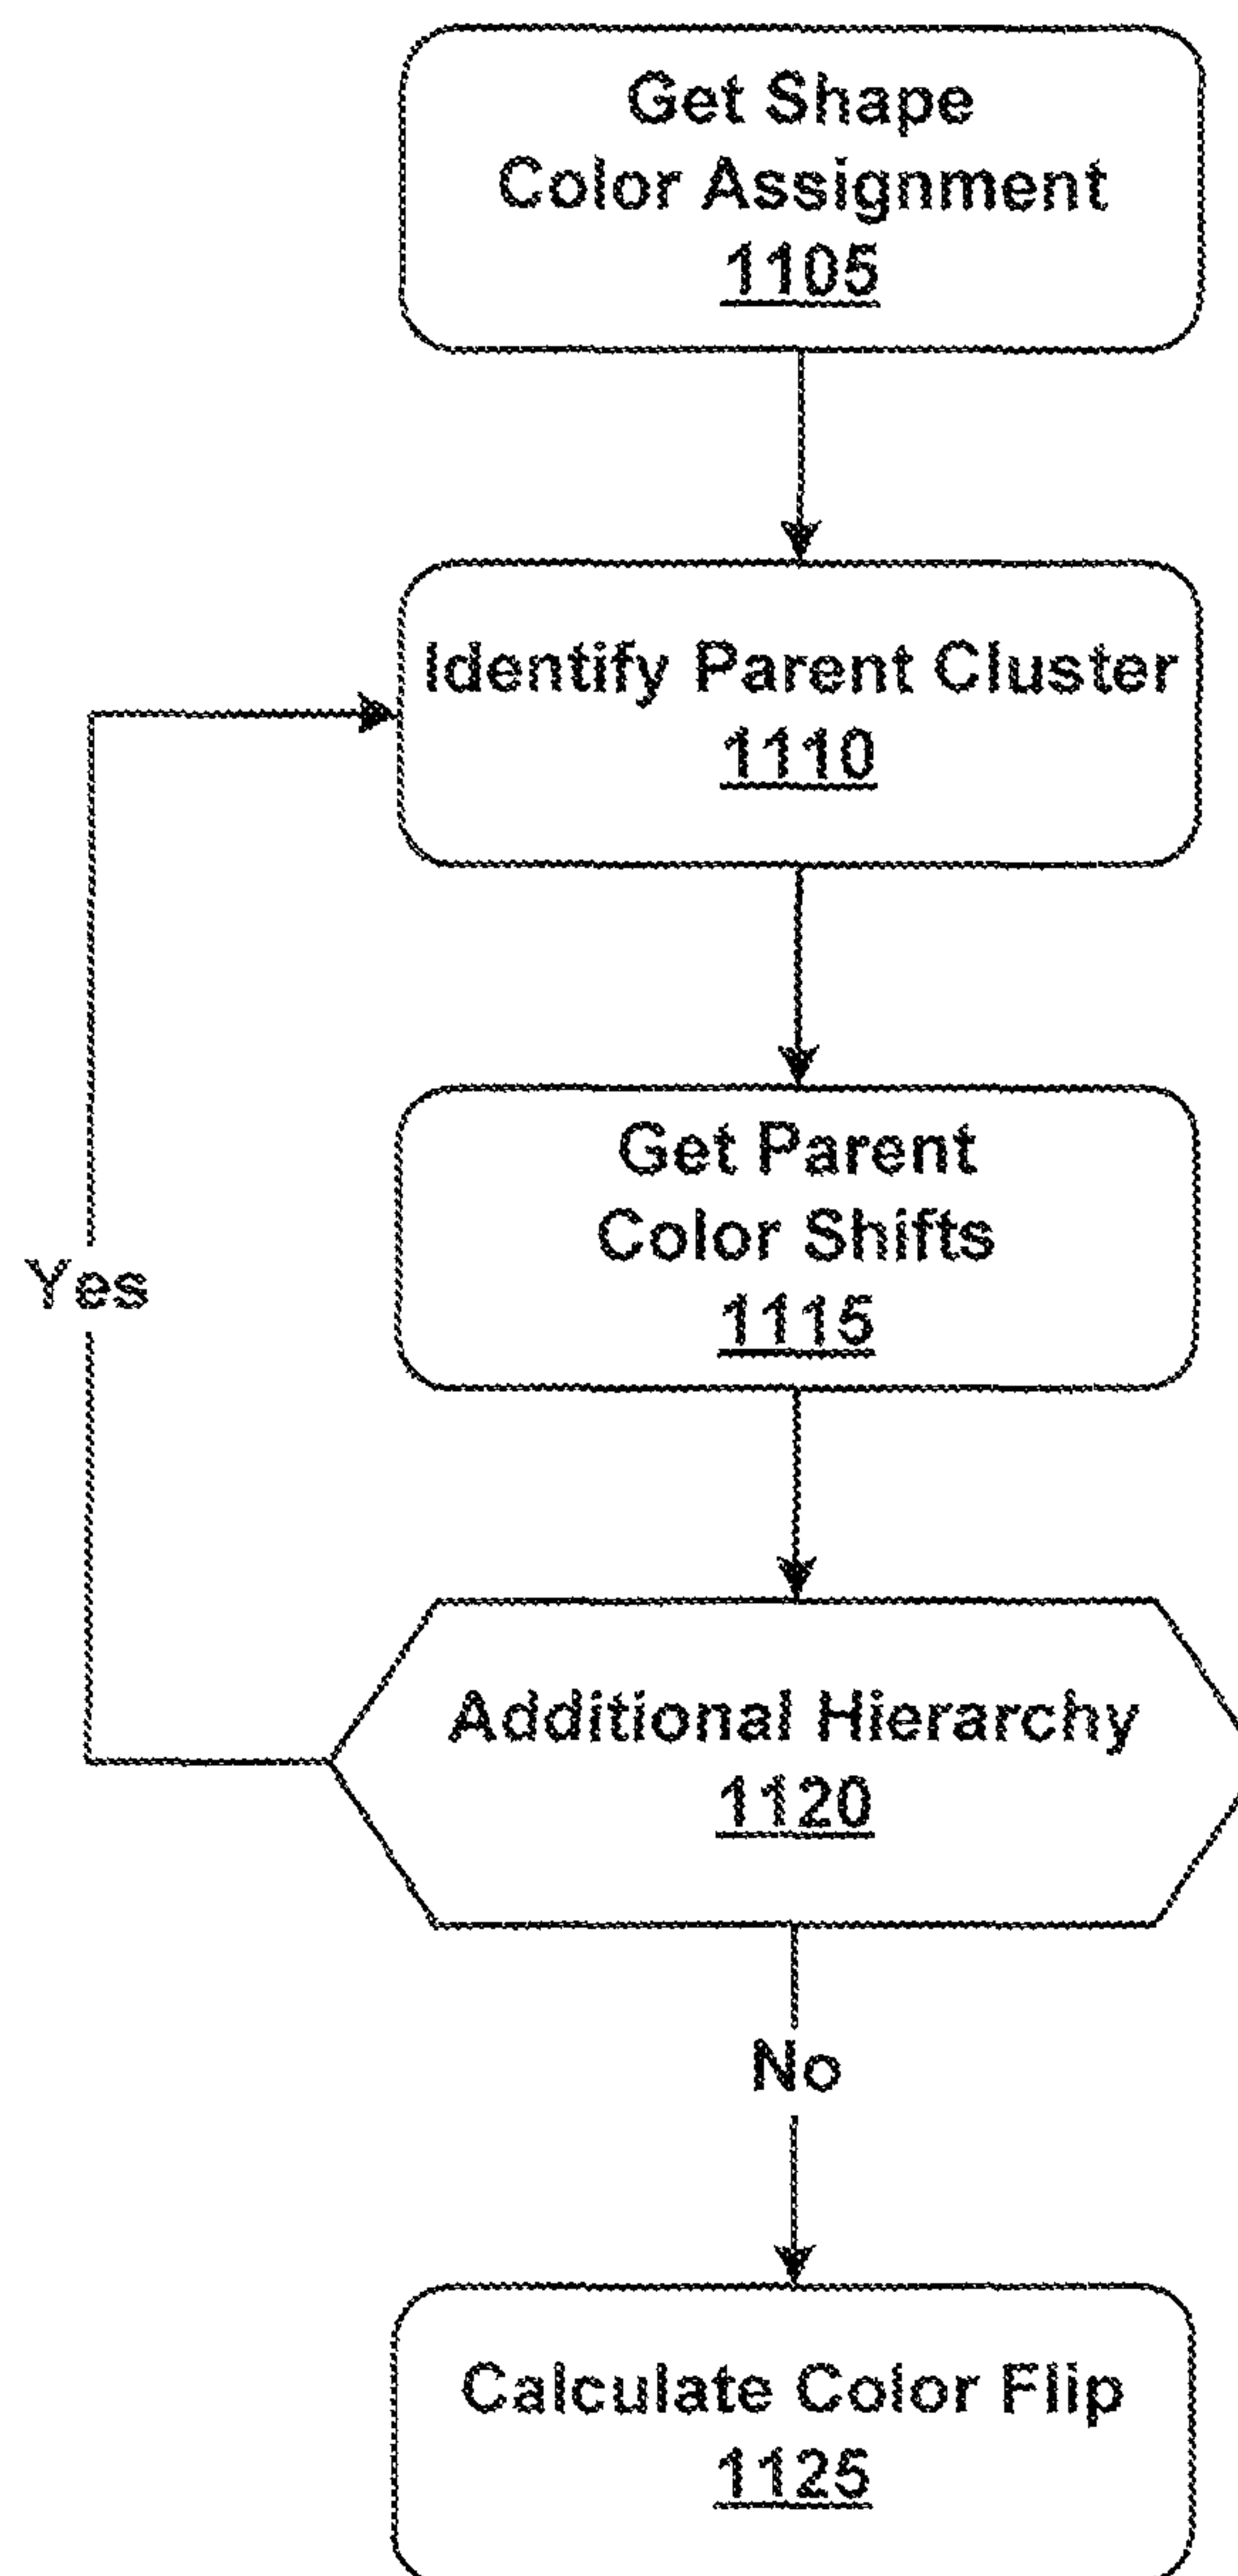 Get Shape
Color Assignment
1105
Identify Parent Cluster
1110
Get Parent
Color Shifts
1115
Yes
Additional Hierarchy
1120
No
Calculate Color Flip
1125